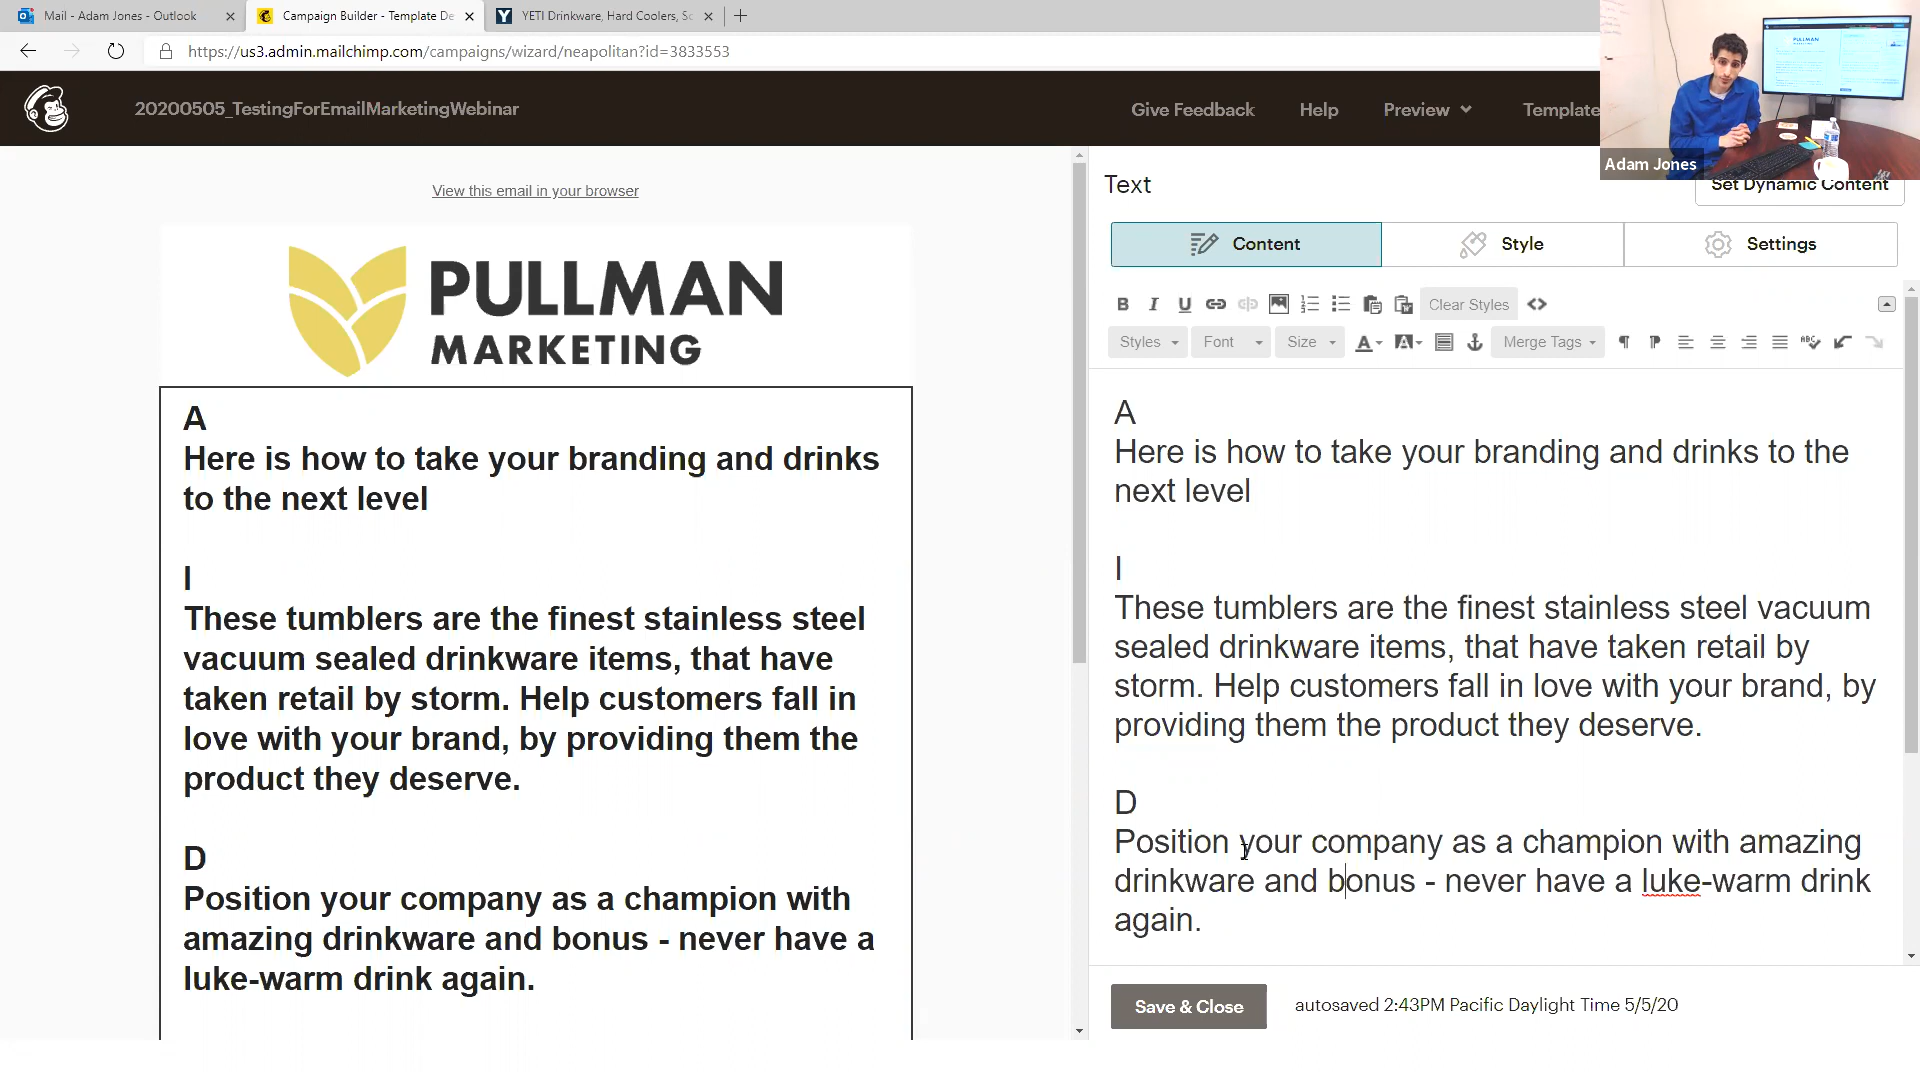 Mail - Adam Jones - Outlook
Campaign Builder - Template De
YETI Drinkware, Hard Coolers, S
https://us3.admin.mailchimp.com/campaigns/wizard/neapolitan?id=3833553
20200505_TestingForEmailMarketingWebinar
Give Feedback
Help
Preview
Template
Adam Jones
View this email in your browser
PULLMAN
MARKETING
A
Here is how to take your branding and drinks
to the next level
I
These tumblers are the finest stainless steel
vacuum sealed drinkware items, that have
taken retail by storm. Help customers fall in
love with your brand, by providing them the
product they deserve.
D
Position your company as a champion with
amazing drinkware and bonus - never have a
luke-warm drink again.
Text
Set Dynamic Content
Content
Style
Settings
B I U
Clear Styles
Styles
Font
Size
A
A
Merge Tags
ABC
A
Here is how to take your branding and drinks to the
next level
I
These tumblers are the finest stainless steel vacuum
sealed drinkware items, that have taken retail by
storm. Help customers fall in love with your brand, by
providing them the product they deserve.
D
Position your company as a champion with amazing
drinkware and bonus - never have a luke-warm drink
again.
Save & Close
autosaved 2:43PM Pacific Daylight Time 5/5/20